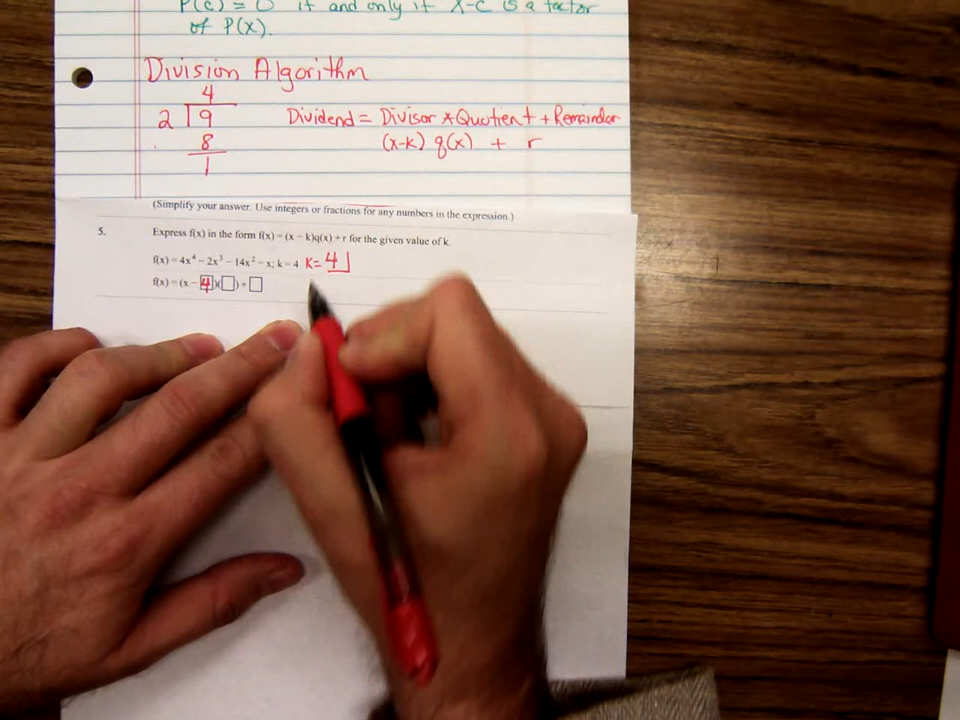 P(c) = 0 if and only if x-c is a factor
of P(x).
Division Algorithm
4
2 9
8
1
Dividend = Divisor * Quotient + Remainder
(x-k) q(x) + r
(Simplify your answer. Use integers or fractions for any numbers in the expression.)
5. Express f(x) in the form f(x) = (x − k)q(x) + r for the given value of k.
f(x) = 4x⁴ − 2x³ − 14x² − x; k = 4 K= 4
f(x) = (x − 4)( ) +